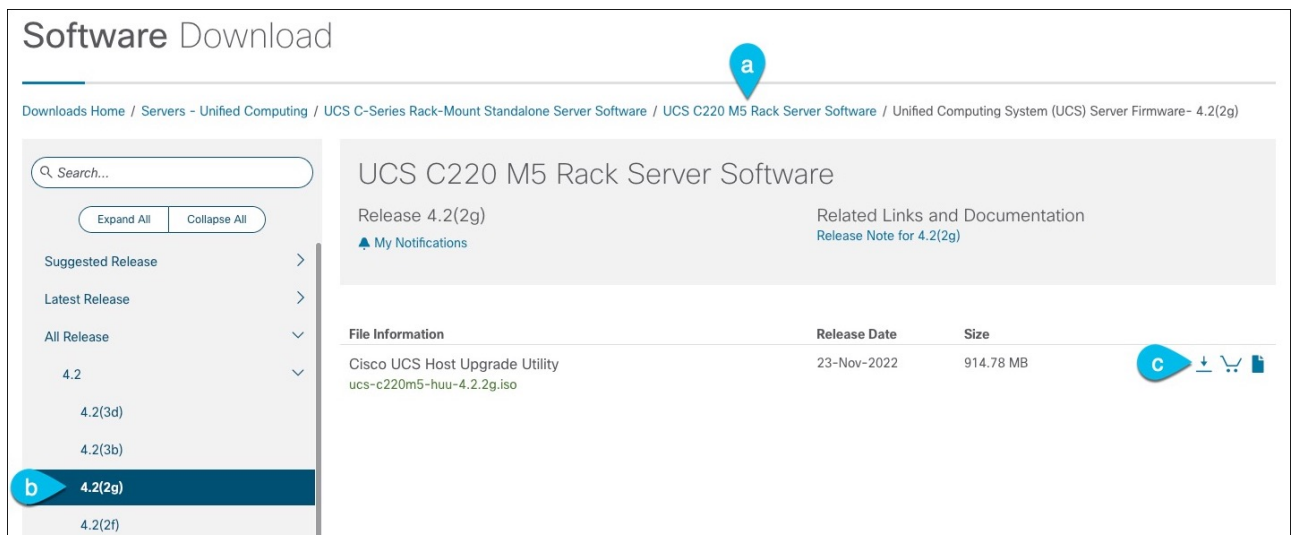 Software Download
a
Downloads Home / Servers - Unified Computing / UCS C-Series Rack-Mount Standalone Server Software / UCS C220 M5 Rack Server Software / Unified Computing System (UCS) Server Firmware- 4.2(2g)
Search...
Expand All
Collapse All
Suggested Release
Latest Release
All Release
4.2
4.2(3d)
4.2(3b)
b
4.2(2g)
4.2(2f)
UCS C220 M5 Rack Server Software
Release 4.2(2g)
My Notifications
Related Links and Documentation
Release Note for 4.2(2g)
File Information Release Date Size
Cisco UCS Host Upgrade Utility 23-Nov-2022 914.78 MB c
ucs-c220m5-huu-4.2.2g.iso